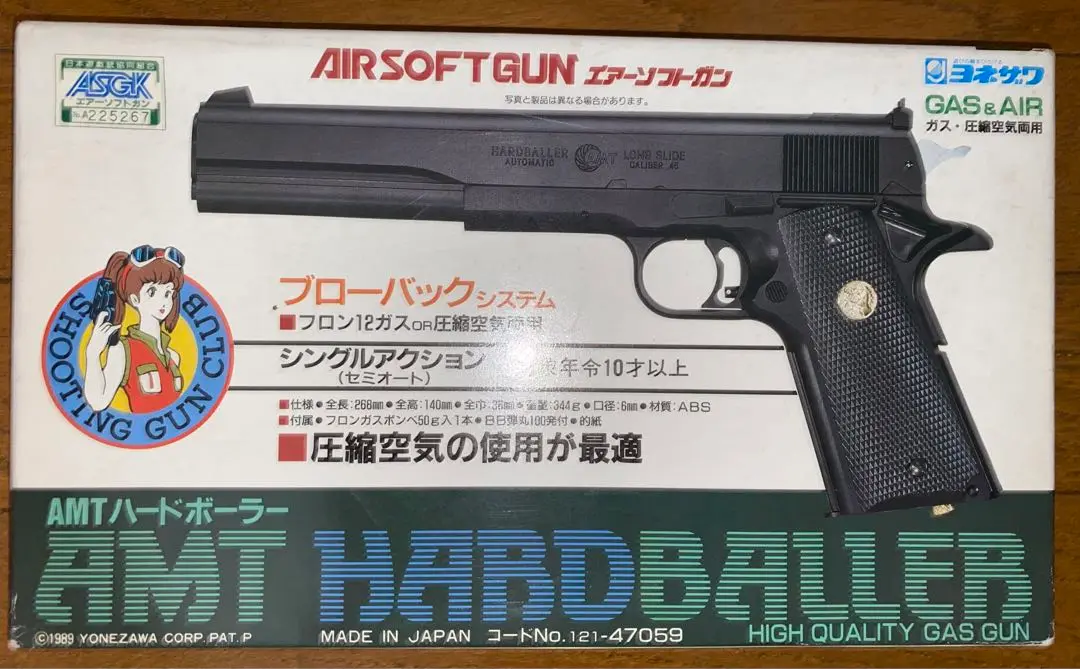 日本遊戯銃協同組合
ASGK
エアーソフトガン
No.A225267
AIRSOFTGUN エアーソフトガン
写真と製品は異なる場合があります。
ヨネザワ
GAS & AIR
ガス・圧縮空気両用
HARDBALLER
AUTOMATIC
AMT
LONG SLIDE
CALIBER .45
SHOOTING GUN CLUB
ブローバックシステム
■フロン12ガスOR圧縮空気両用
シングルアクション
(セミオート)
年令10才以上
■仕様●全長:268mm●全高:140mm●全巾:36mm●重量:344g●口径:6mm●材質:ABS
■付属●フロンガスボンベ50g入1本●BB弾丸100発付●的紙
■圧縮空気の使用が最適
AMTハードボーラー
AMT HARDBALLER
©1989 YONEZAWA CORP. PAT. P
MADE IN JAPAN コードNo.121-47059
HIGH QUALITY GAS GUN